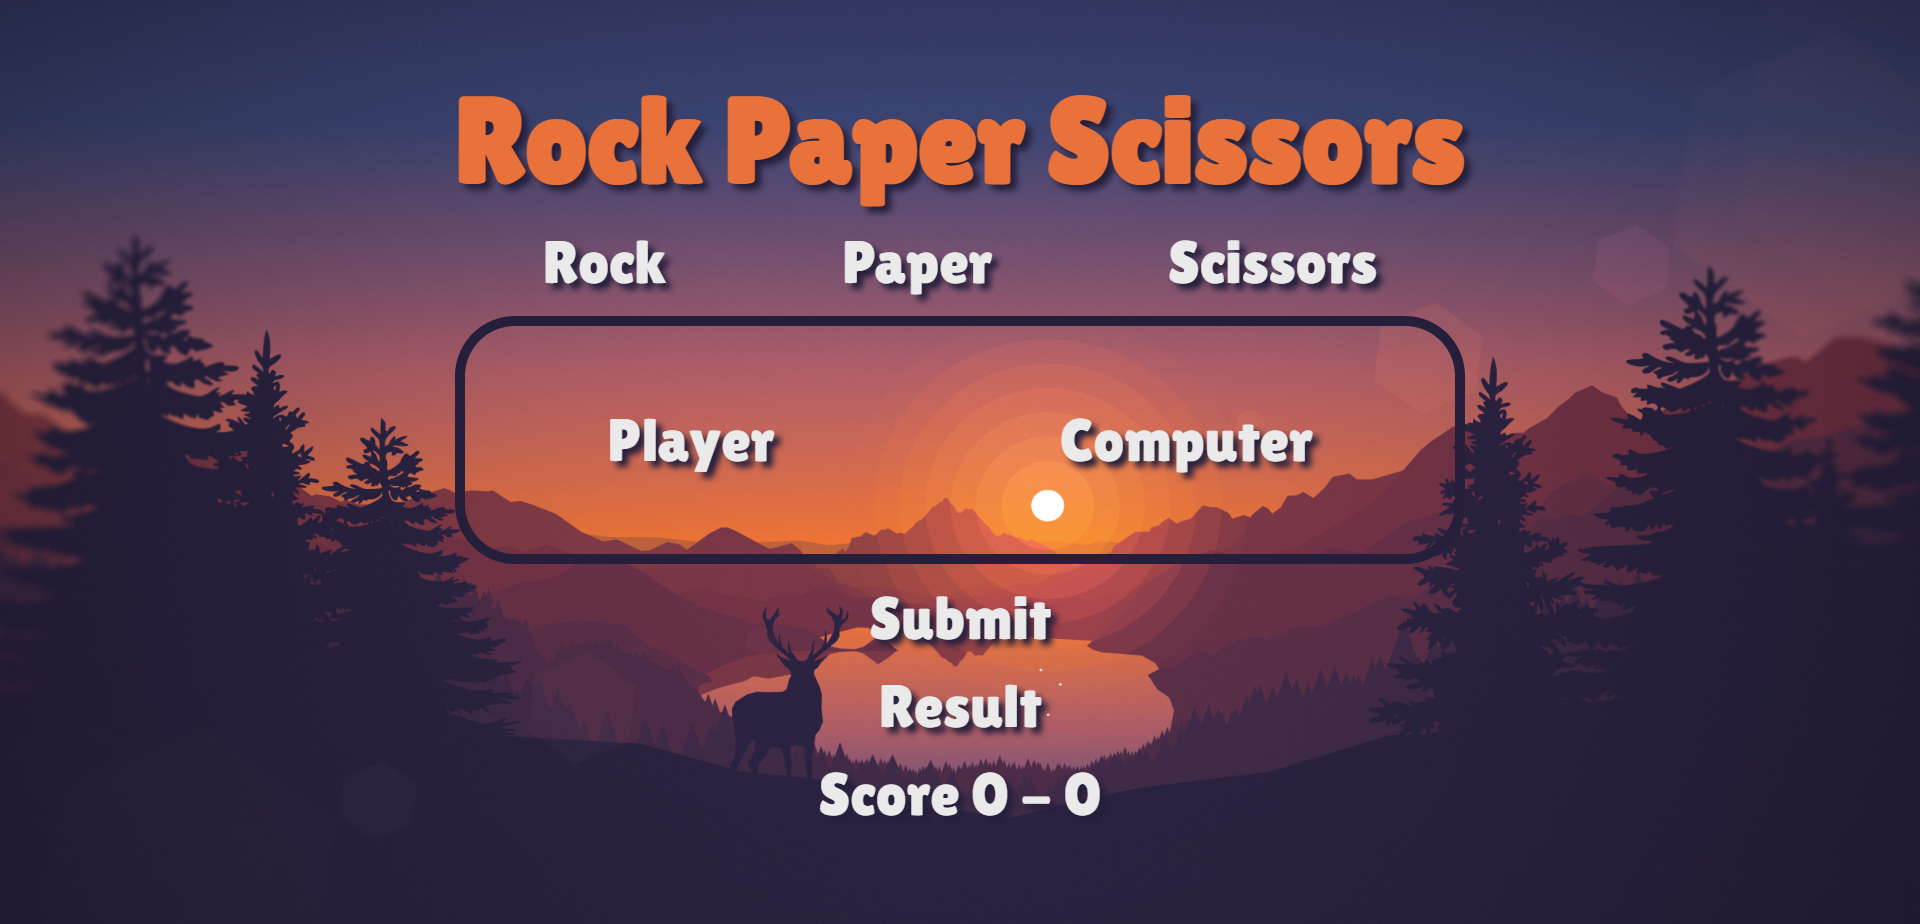 Rock Paper Scissors
Rock Paper Scissors
Player Computer
Submit
Result
Score 0 - 0